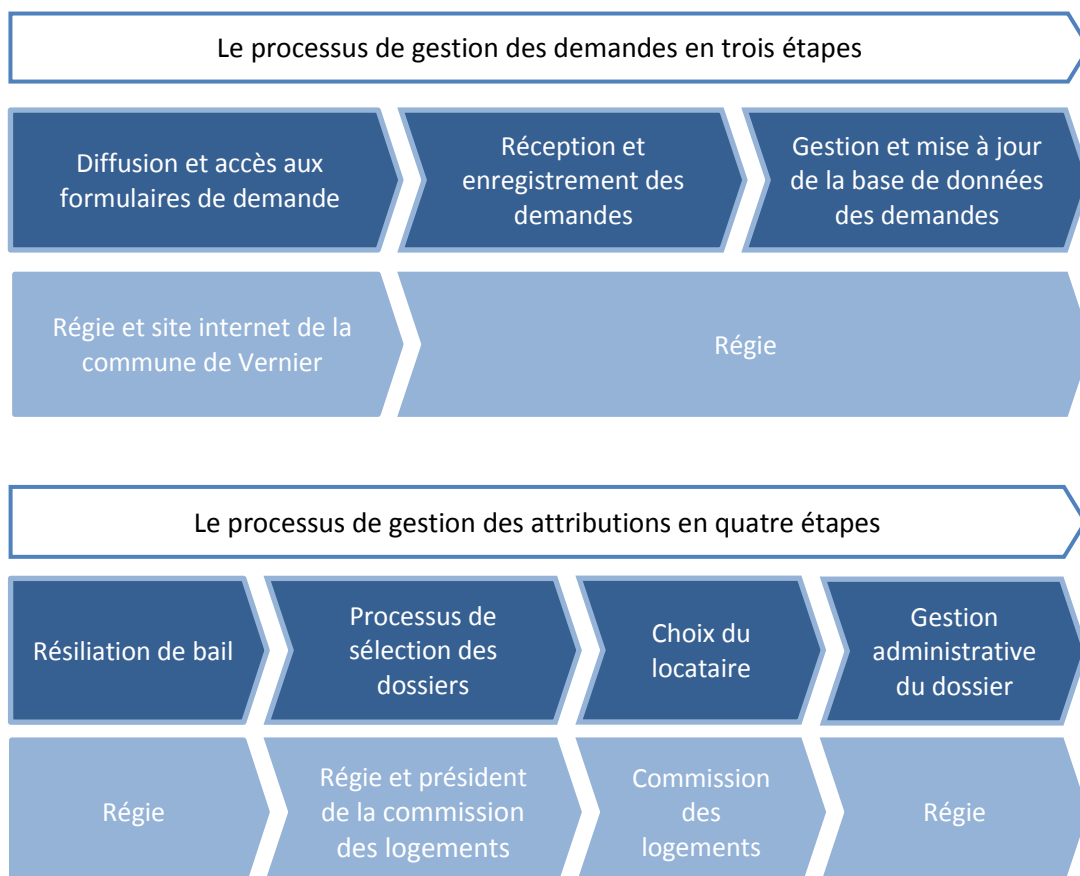 Le processus de gestion des demandes en trois étapes
Diffusion et accès aux
formulaires de demande
Réception et
enregistrement des
demandes
Gestion et mise à jour
de la base de données
des demandes
Régie et site internet de la
commune de Vernier
Régie
Le processus de gestion des attributions en quatre étapes
Résiliation de bail
Processus de
sélection des
dossiers
Choix du
locataire
Gestion
administrative
du dossier
Régie
Régie et président
de la commission
des logements
Commission
des
logements
Régie